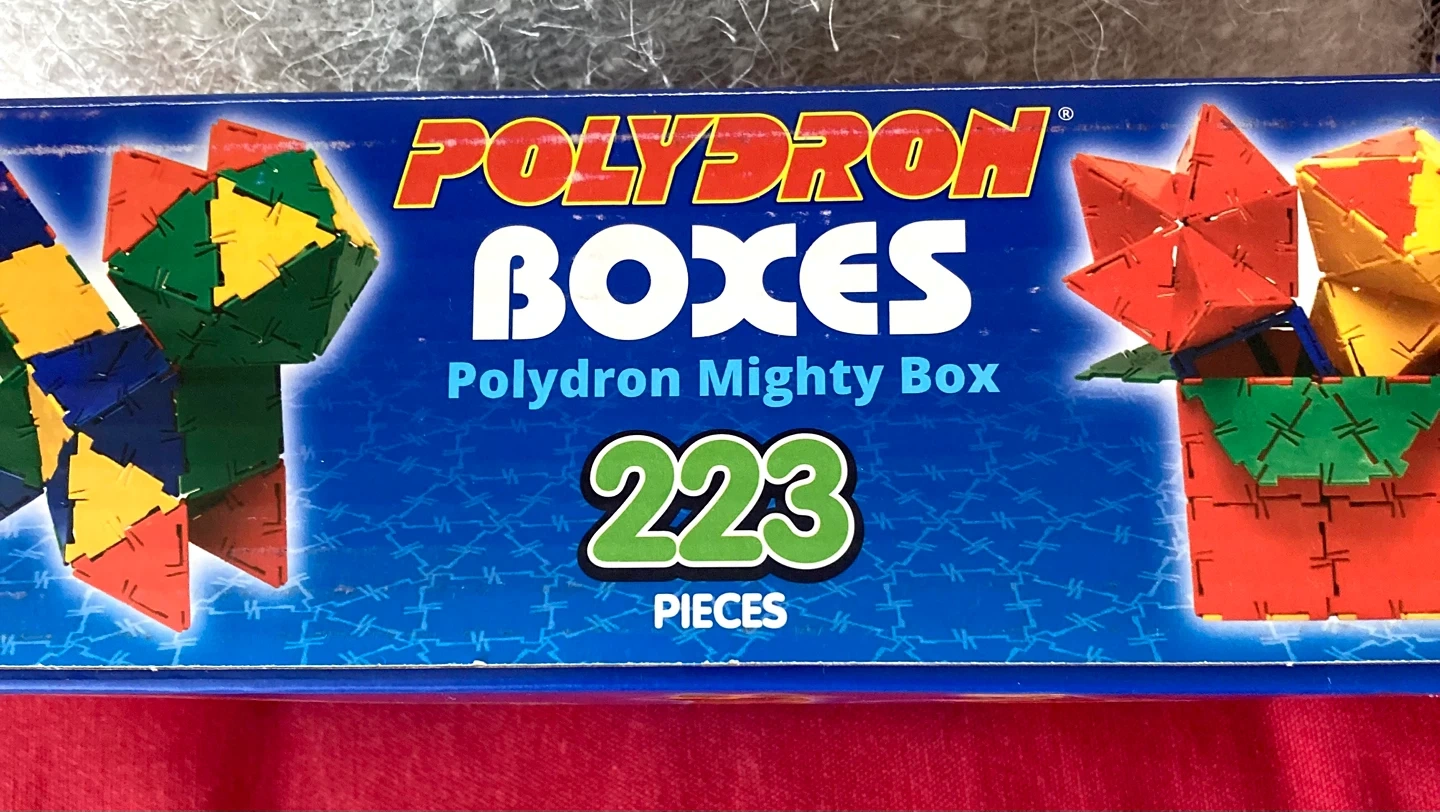 POLYDRON®
BOXES
Polydron Mighty Box
223
PIECES